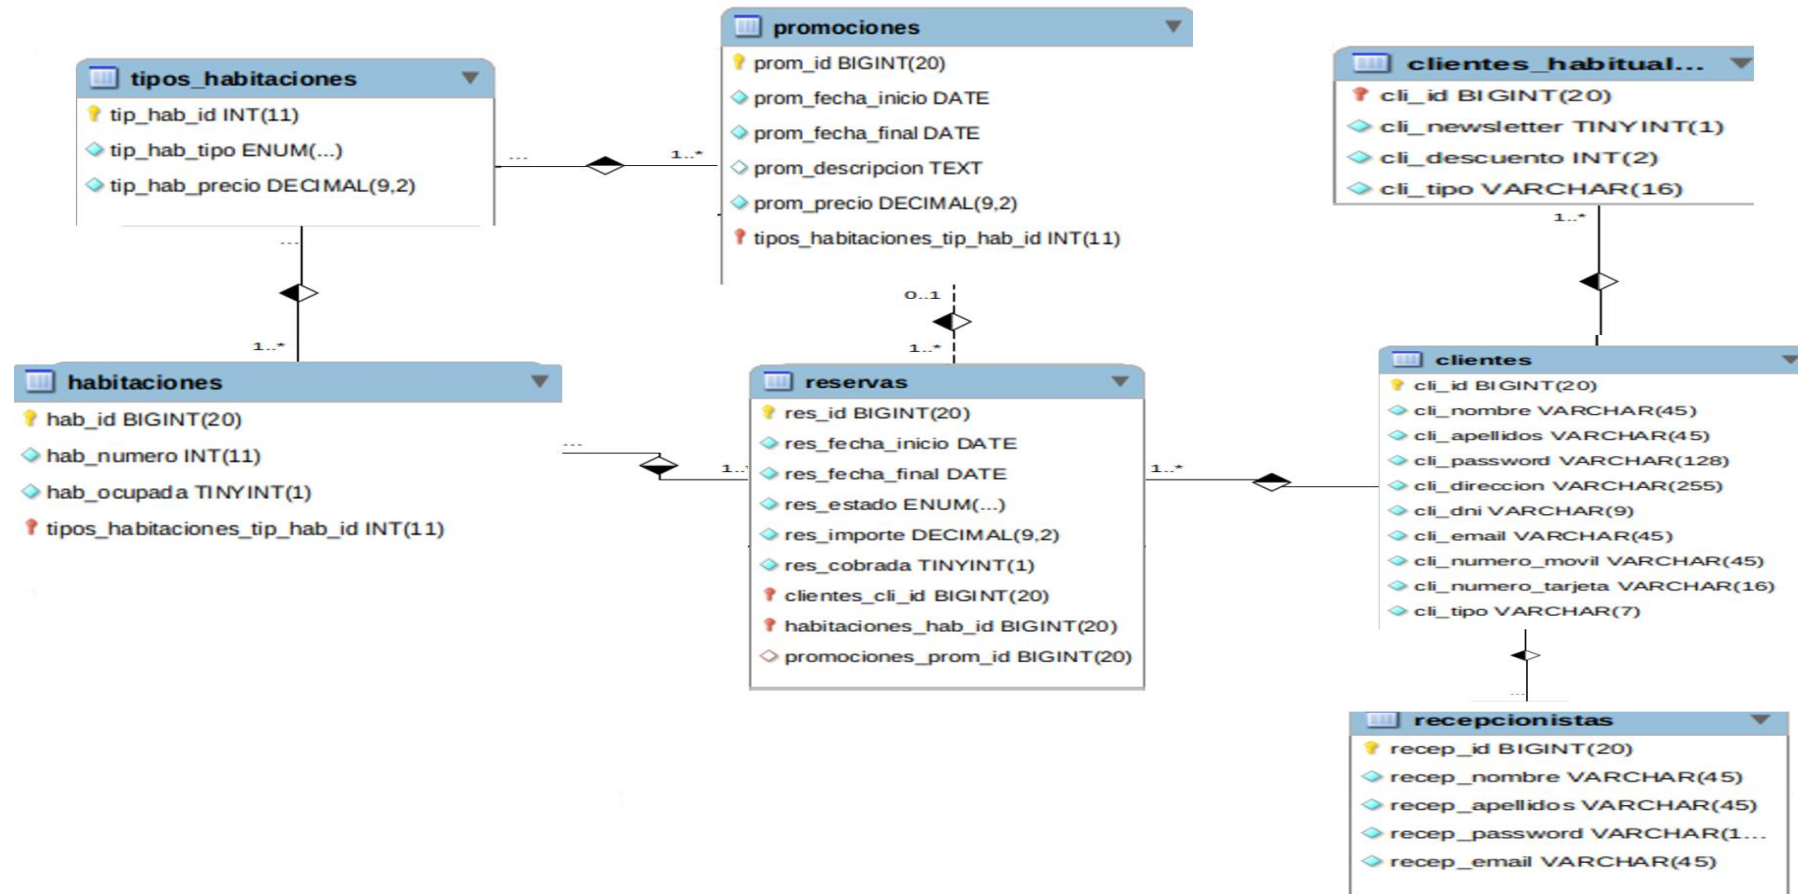 promociones
prom_id BIGINT(20)
prom_fecha_inicio DATE
prom_fecha_final DATE
prom_descripcion TEXT
prom_precio DECIMAL(9,2)
tipos_habitaciones_tip_hab_id INT(11)
tipos_habitaciones
tip_hab_id INT(11)
tip_hab_tipo ENUM(...)
tip_hab_precio DECIMAL(9,2)
...
1..*
clientes_habitual...
cli_id BIGINT(20)
cli_newsletter TINYINT(1)
cli_descuento INT(2)
cli_tipo VARCHAR(16)
1..*
...
1..*
0..1
1..*
habitaciones
hab_id BIGINT(20)
hab_numero INT(11)
hab_ocupada TINYINT(1)
tipos_habitaciones_tip_hab_id INT(11)
...
1..
reservas
res_id BIGINT(20)
res_fecha_inicio DATE
res_fecha_final DATE
res_estado ENUM(...)
res_importe DECIMAL(9,2)
res_cobrada TINYINT(1)
clientes_cli_id BIGINT(20)
habitaciones_hab_id BIGINT(20)
promociones_prom_id BIGINT(20)
1..*
clientes
cli_id BIGINT(20)
cli_nombre VARCHAR(45)
cli_apellidos VARCHAR(45)
cli_password VARCHAR(128)
cli_direccion VARCHAR(255)
cli_dni VARCHAR(9)
cli_email VARCHAR(45)
cli_numero_movil VARCHAR(45)
cli_numero_tarjeta VARCHAR(16)
cli_tipo VARCHAR(7)
...
recepcionistas
recep_id BIGINT(20)
recep_nombre VARCHAR(45)
recep_apellidos VARCHAR(45)
recep_password VARCHAR(1...
recep_email VARCHAR(45)